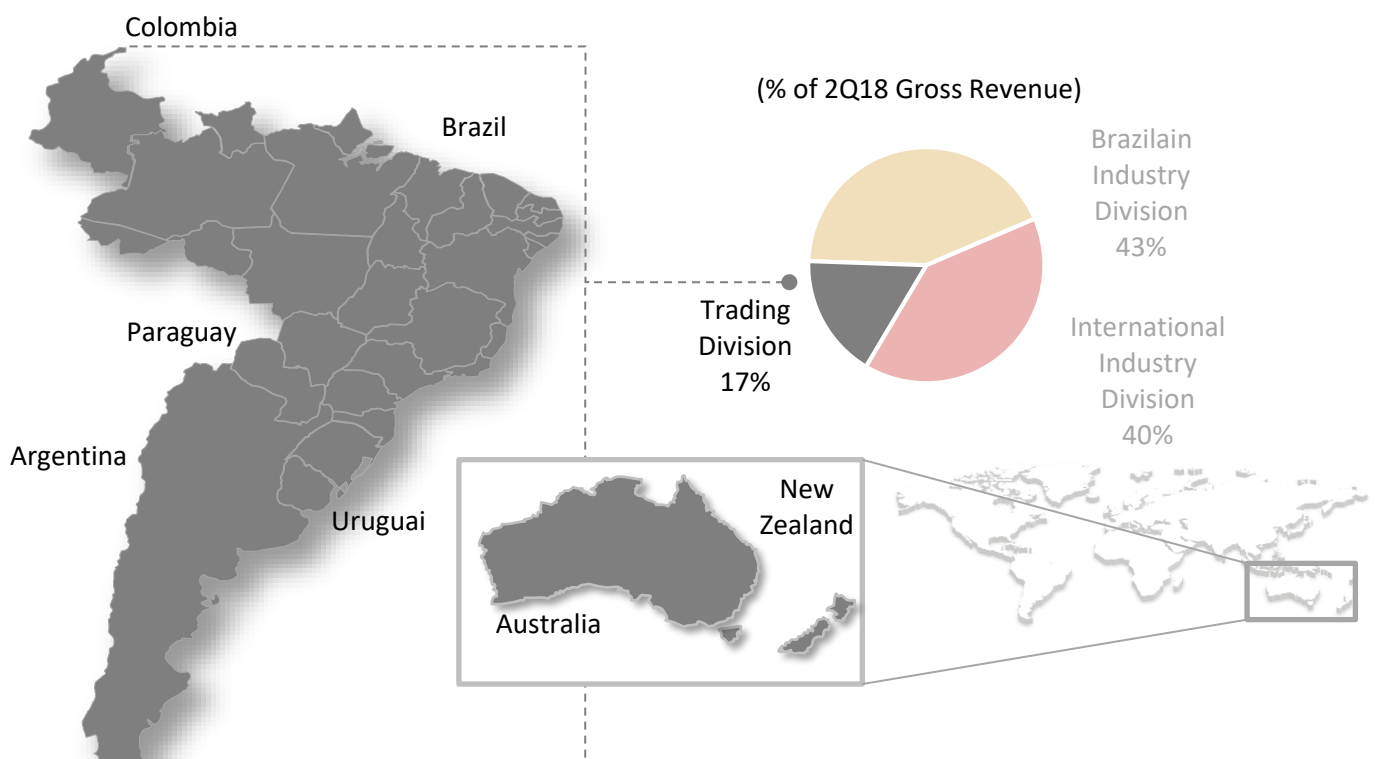 Colombia
Brazil
Paraguay
Argentina
Uruguai
(% of 2Q18 Gross Revenue)
Brazilain
Industry
Division
43%
Trading
Division
17%
International
Industry
Division
40%
New
Zealand
Australia